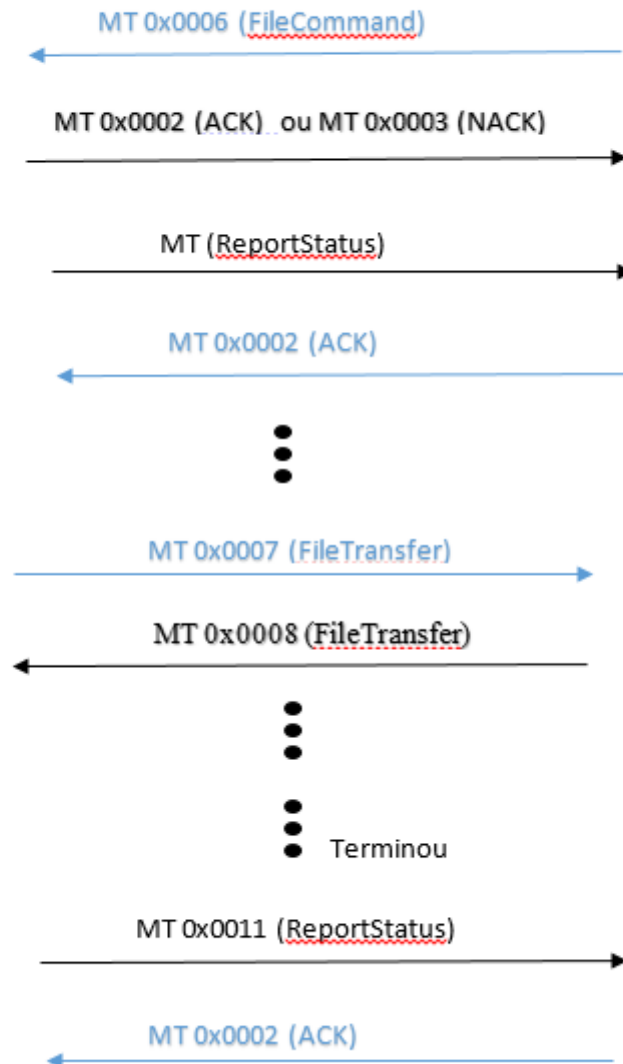 MT 0x0006 (FileCommand)
MT 0x0002 (ACK) ou MT 0x0003 (NACK)
MT (ReportStatus)
MT 0x0002 (ACK)
MT 0x0007 (FileTransfer)
MT 0x0008 (FileTransfer)
Terminou
MT 0x0011 (ReportStatus)
MT 0x0002 (ACK)